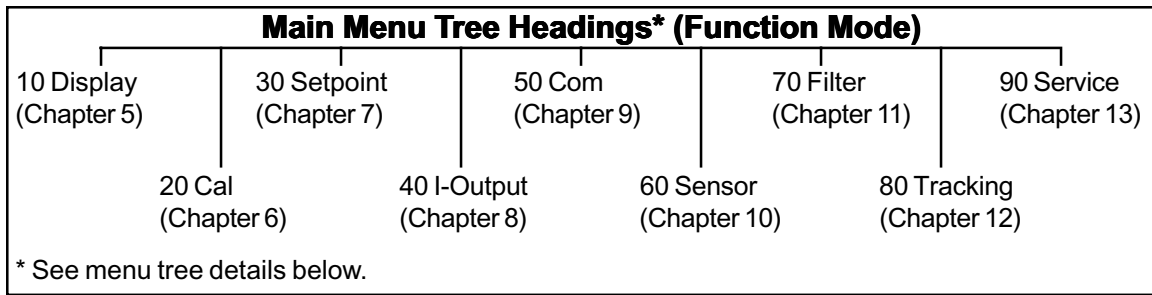 Main Menu Tree Headings* (Function Mode)
10 Display
(Chapter 5)
30 Setpoint
(Chapter 7)
50 Com
(Chapter 9)
70 Filter
(Chapter 11)
90 Service
(Chapter 13)
20 Cal
(Chapter 6)
40 I-Output
(Chapter 8)
60 Sensor
(Chapter 10)
80 Tracking
(Chapter 12)
* See menu tree details below.